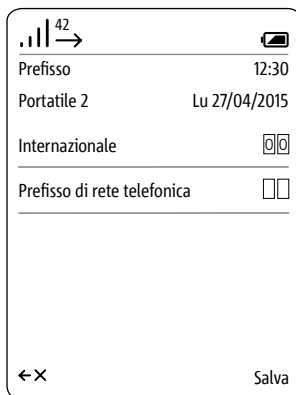 42
Prefisso 12:30
Portatile 2 Lu 27/04/2015
Internazionale 00
Prefisso di rete telefonica
Salva